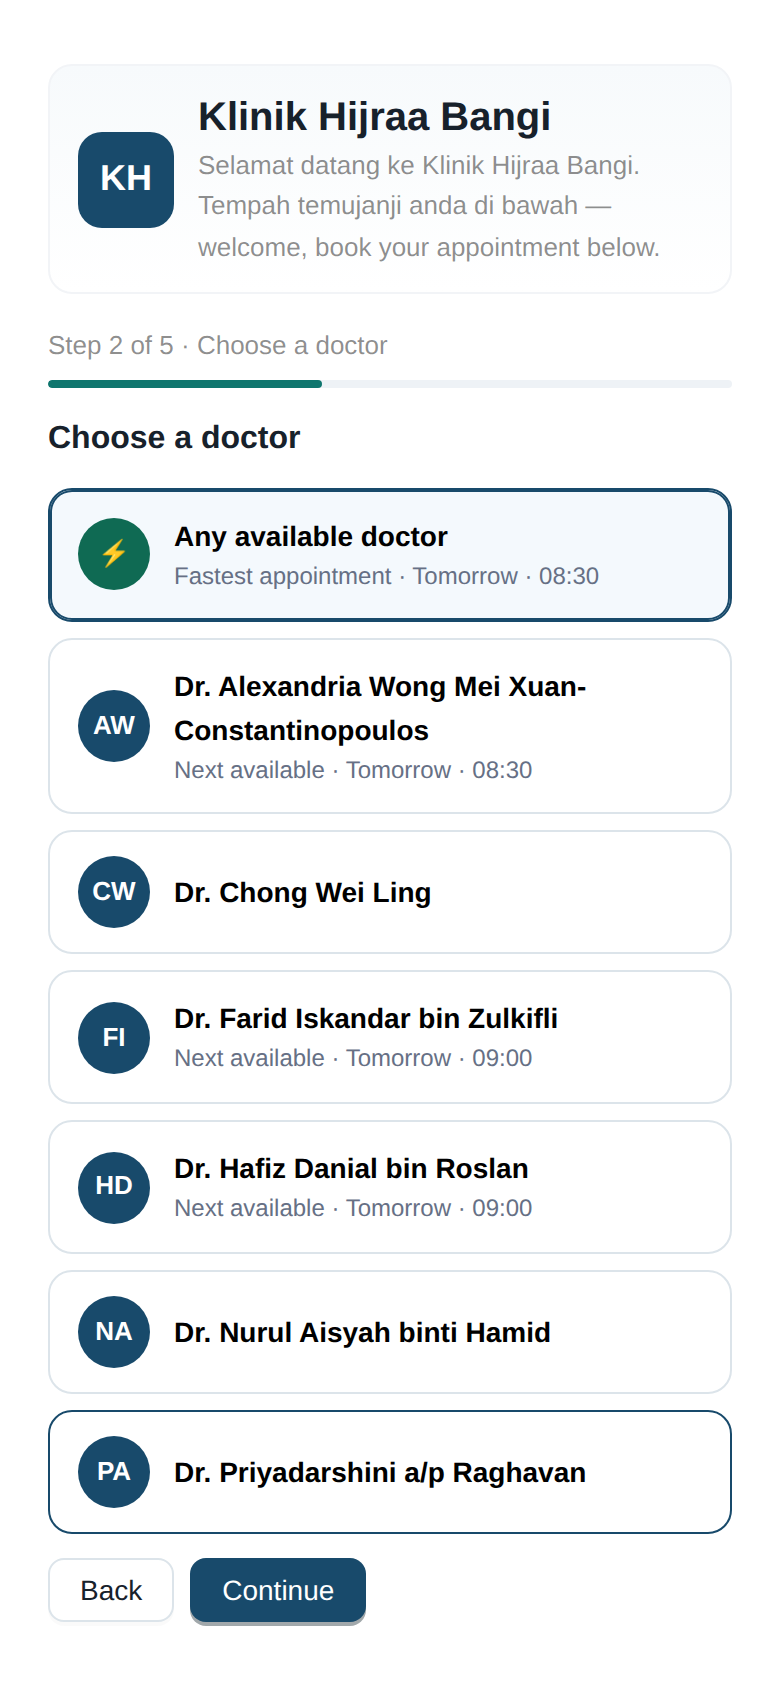 KH
Klinik Hijraa Bangi
Selamat datang ke Klinik Hijraa Bangi.
Tempah temujanji anda di bawah —
welcome, book your appointment below.
Step 2 of 5 · Choose a doctor
Choose a doctor
Any available doctor
Fastest appointment · Tomorrow · 08:30
AW
Dr. Alexandria Wong Mei Xuan-
Constantinopoulos
Next available · Tomorrow · 08:30
CW
Dr. Chong Wei Ling
FI
Dr. Farid Iskandar bin Zulkifli
Next available · Tomorrow · 09:00
HD
Dr. Hafiz Danial bin Roslan
Next available · Tomorrow · 09:00
NA
Dr. Nurul Aisyah binti Hamid
PA
Dr. Priyadarshini a/p Raghavan
Back
Continue